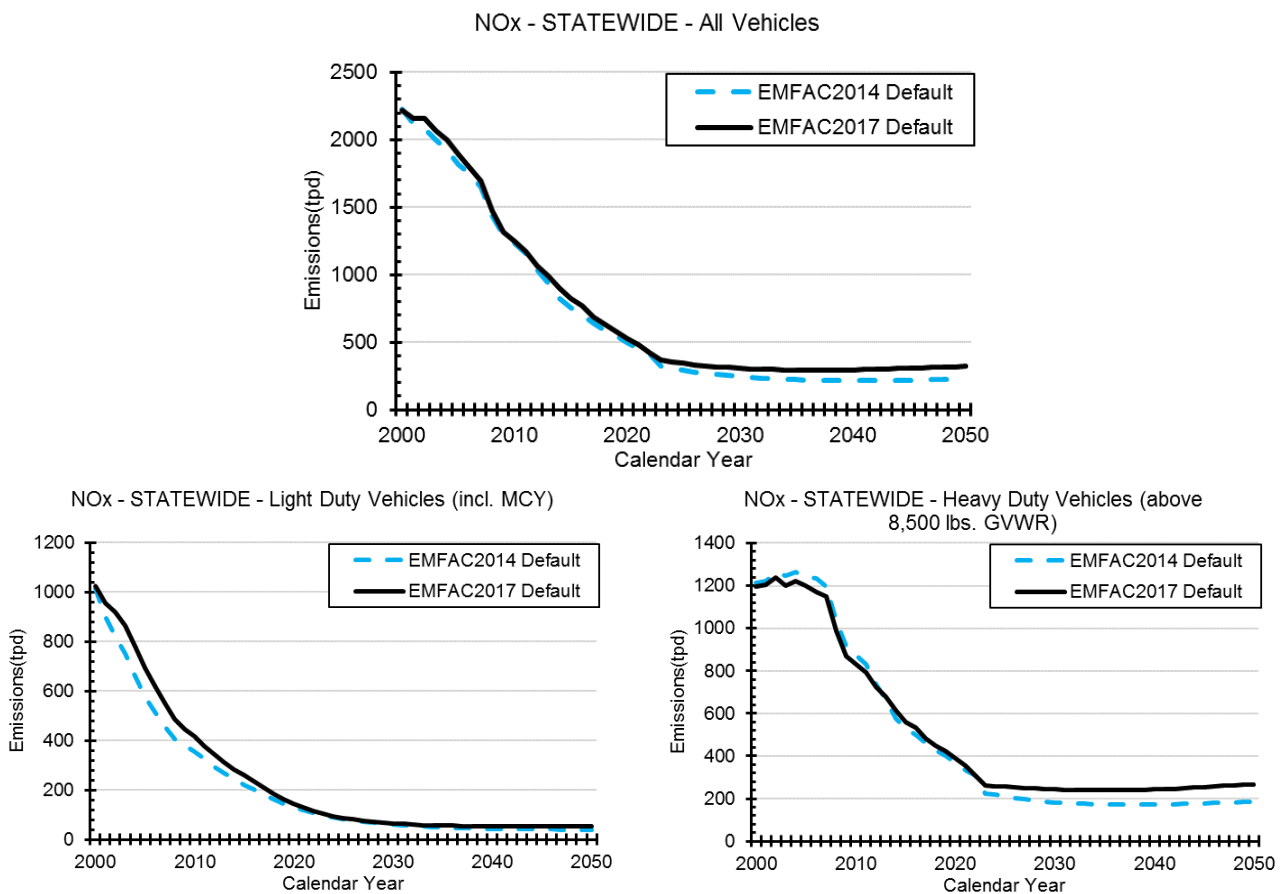 NOx - STATEWIDE - All Vehicles
2500
2000
1500
1000
500
0
Emissions(tpd)
EMFAC2014 Default
EMFAC2017 Default
2000 2010 2020 2030 2040 2050
Calendar Year
NOx - STATEWIDE - Light Duty Vehicles (incl. MCY)
1200
1000
800
600
400
200
0
Emissions(tpd)
EMFAC2014 Default
EMFAC2017 Default
2000 2010 2020 2030 2040 2050
Calendar Year
NOx - STATEWIDE - Heavy Duty Vehicles (above
8,500 lbs. GVWR)
1400
1200
1000
800
600
400
200
0
Emissions(tpd)
EMFAC2014 Default
EMFAC2017 Default
2000 2010 2020 2030 2040 2050
Calendar Year